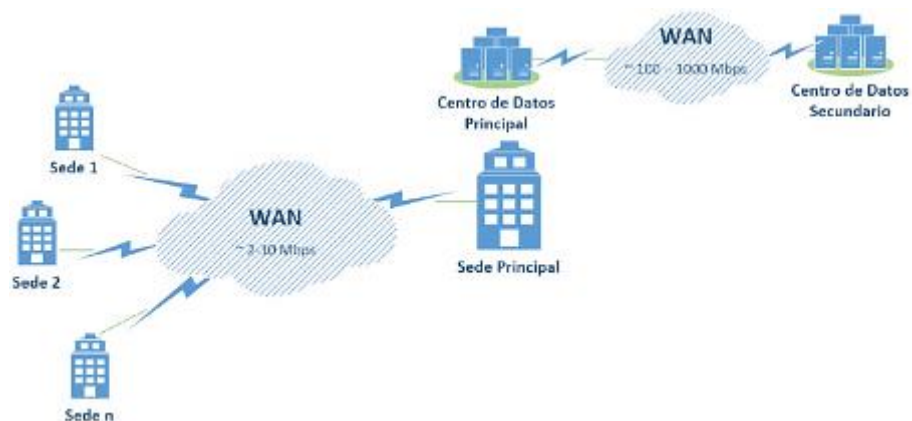 WAN
~ 100 - 1000 Mbps
Centro de Datos
Principal
Centro de Datos
Secundario
Sede 1
WAN
~ 2-10 Mbps
Sede 2
Sede Principal
Sede n